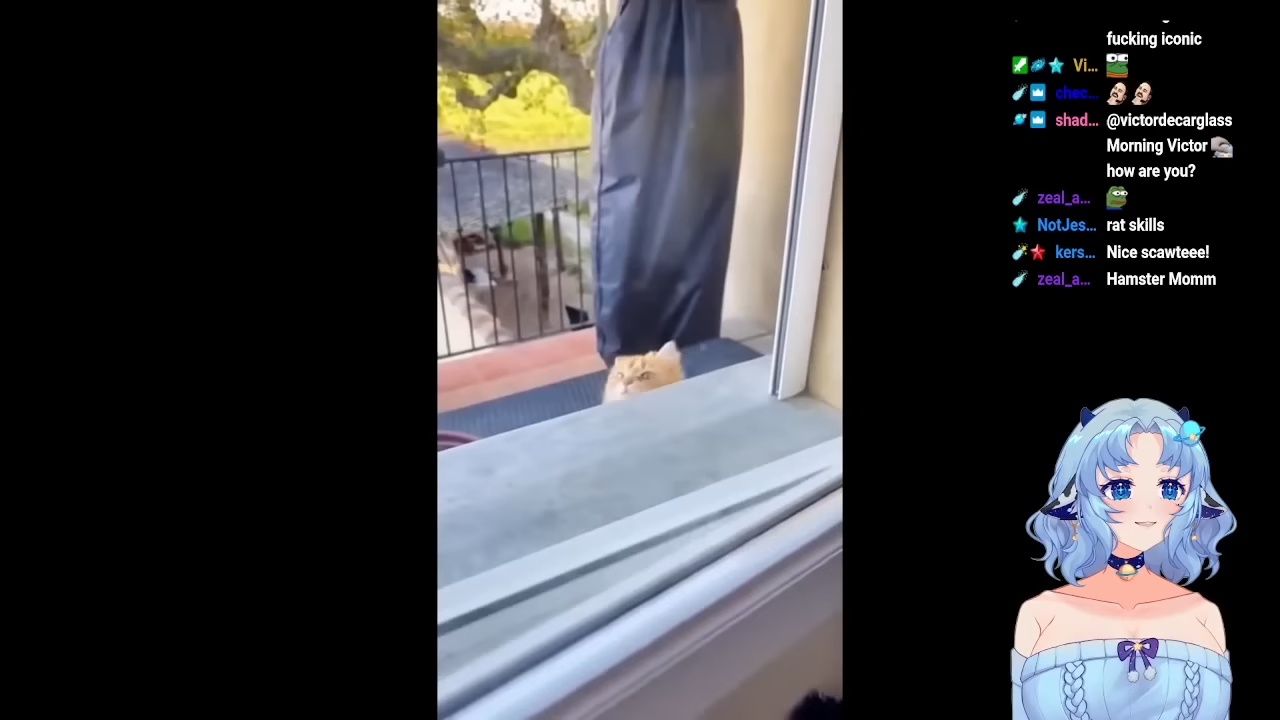 fucking iconic
Vi...
chec...
shad... @victordecarglass
Morning Victor
how are you?
zeal_a...
NotJes... rat skills
kers... Nice scawteee!
zeal_a... Hamster Momm